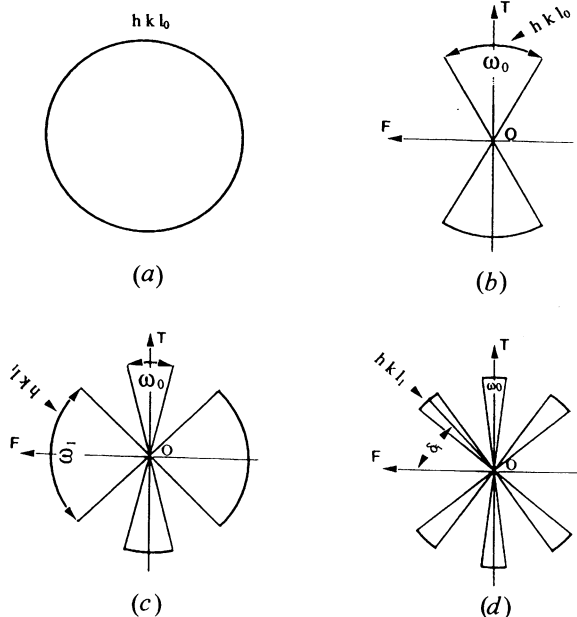 h k l₀
(a)
T
h k l₀
ω₀
F
O
(b)
T
h k l₁
ω₀
F
ω₁
O
(c)
T
h k l₁
ω₀
δ₁
F
O
(d)